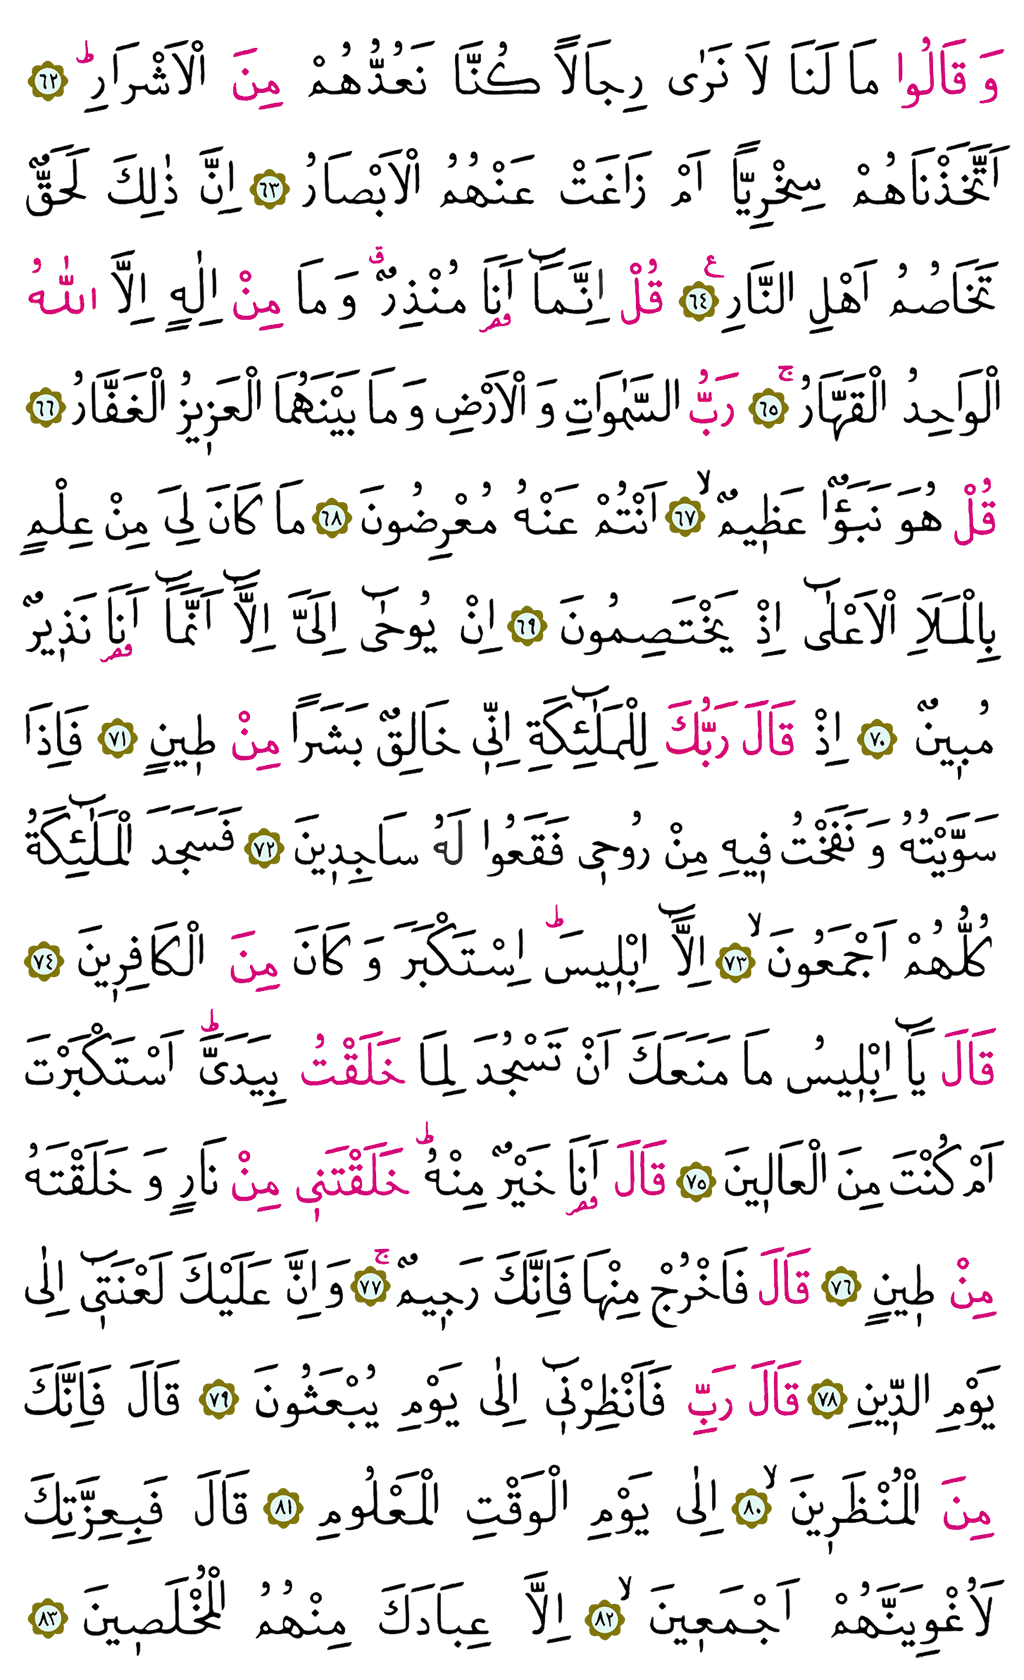 وَ قَالُوا مَا لَنَا لَا نَرٰى رِجَالًا كُنَّا نَعُدُّهُمْ مِنَ الْاَشْرَارِۜ ﴿٦٢﴾
اَتَّخَذْنَاهُمْ سِخْرِيًّا اَمْ زَاغَتْ عَنْهُمُ الْاَبْصَارُ ﴿٦٣﴾ اِنَّ ذٰلِكَ لَحَقٌّ
تَخَاصُمُ اَهْلِ النَّارِ ﴿٦٤﴾ ع قُلْ اِنَّمَٓا اَنَا۬ مُنْذِرٌۗ وَ مَا مِنْ اِلٰهٍ اِلَّا اللّٰهُ
الْوَاحِدُ الْقَهَّارُۚ ﴿٦٥﴾ رَبُّ السَّمٰوَاتِ وَ الْاَرْضِ وَ مَا بَيْنَهُمَا الْعَزِيزُ الْغَفَّارُ ﴿٦٦﴾
قُلْ هُوَ نَبَؤٌ۬ا عَظِيمٌۙ ﴿٦٧﴾ اَنْتُمْ عَنْهُ مُعْرِضُونَ ﴿٦٨﴾ مَا كَانَ لِيَ مِنْ عِلْمٍ
بِالْمَلَاِ الْاَعْلٰٓى اِذْ يَخْتَصِمُونَ ﴿٦٩﴾ اِنْ يُوحٰٓى اِلَيَّ اِلَّٓا اَنَّمَٓا اَنَا۬ نَذِيرٌ
مُبِينٌ ﴿٧٠﴾ اِذْ قَالَ رَبُّكَ لِلْمَلٰٓئِكَةِ اِنِّي خَالِقٌ بَشَرًا مِنْ طِينٍ ﴿٧١﴾ فَاِذَا
سَوَّيْتُهُ وَ نَفَخْتُ فِيهِ مِنْ رُوحِي فَقَعُوا لَهُ سَاجِدِينَ ﴿٧٢﴾ فَسَجَدَ الْمَلٰٓئِكَةُ
كُلُّهُمْ اَجْمَعُونَۙ ﴿٧٣﴾ اِلَّٓا اِبْلِيسَۜ اِسْتَكْبَرَ وَ كَانَ مِنَ الْكَافِرِينَ ﴿٧٤﴾
قَالَ يَٓا اِبْلِيسُ مَا مَنَعَكَ اَنْ تَسْجُدَ لِمَا خَلَقْتُ بِيَدَيَّۜ اَسْتَكْبَرْتَ
اَمْ كُنْتَ مِنَ الْعَالِينَ ﴿٧٥﴾ قَالَ اَنَا۬ خَيْرٌ مِنْهُۜ خَلَقْتَنِي مِنْ نَارٍ وَ خَلَقْتَهُ
مِنْ طِينٍ ﴿٧٦﴾ قَالَ فَاخْرُجْ مِنْهَا فَاِنَّكَ رَجِيمٌۚ ﴿٧٧﴾ وَ اِنَّ عَلَيْكَ لَعْنَتِٓي اِلٰى
يَوْمِ الدِّينِ ﴿٧٨﴾ قَالَ رَبِّ فَاَنْظِرْنِٓي اِلٰى يَوْمِ يُبْعَثُونَ ﴿٧٩﴾ قَالَ فَاِنَّكَ
مِنَ الْمُنْظَرِينَۙ ﴿٨٠﴾ اِلٰى يَوْمِ الْوَقْتِ الْمَعْلُومِ ﴿٨١﴾ قَالَ فَبِعِزَّتِكَ
لَاُغْوِيَنَّهُمْ اَجْمَعِينَۙ ﴿٨٢﴾ اِلَّا عِبَادَكَ مِنْهُمُ الْمُخْلَصِينَ ﴿٨٣﴾